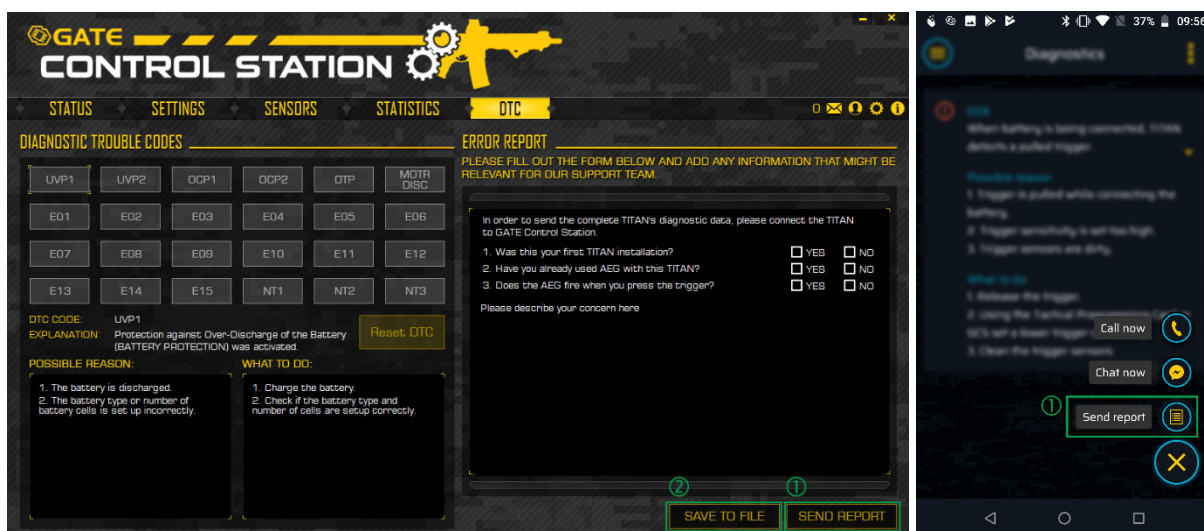 GATE
CONTROL STATION
STATUS
SETTINGS
SENSORS
STATISTICS
DTC
0
DIAGNOSTIC TROUBLE CODES
UVP1
UVP2
OCP1
OCP2
OTP
MOTR
DISC
E01
E02
E03
E04
E05
E06
E07
E08
E09
E10
E11
E12
E13
E14
E15
NT1
NT2
NT3
DTC CODE: UVP1
EXPLANATION: Protection against Over-Discharge of the Battery
(BATTERY PROTECTION) was activated.
Reset DTC
POSSIBLE REASON:
1. The battery is discharged.
2. The battery type or number of
battery cells is set up incorrectly.
WHAT TO DO:
1. Charge the battery.
2. Check if the battery type and
number of cells are setup correctly.
ERROR REPORT
PLEASE FILL OUT THE FORM BELOW AND ADD ANY INFORMATION THAT MIGHT BE
RELEVANT FOR OUR SUPPORT TEAM.
In order to send the complete TITAN's diagnostic data, please connect the TITAN
to GATE Control Station.
1. Was this your first TITAN installation? YES NO
2. Have you already used AEG with this TITAN? YES NO
3. Does the AEG fire when you press the trigger? YES NO
Please describe your concern here
② ①
SAVE TO FILE SEND REPORT
37% 09:56
Diagnostics
E09
When battery is being connected, TITAN
detects a pulled trigger.
Possible reason
1. Trigger is pulled while connecting the
battery.
2. Trigger sensitivity is set too high.
3. Trigger sensors are dirty.
What to do
1. Release the trigger.
2. Using the Tactical
GCS set a lower trigger
3. Clean the trigger sensors.
Call now
Chat now
① Send report